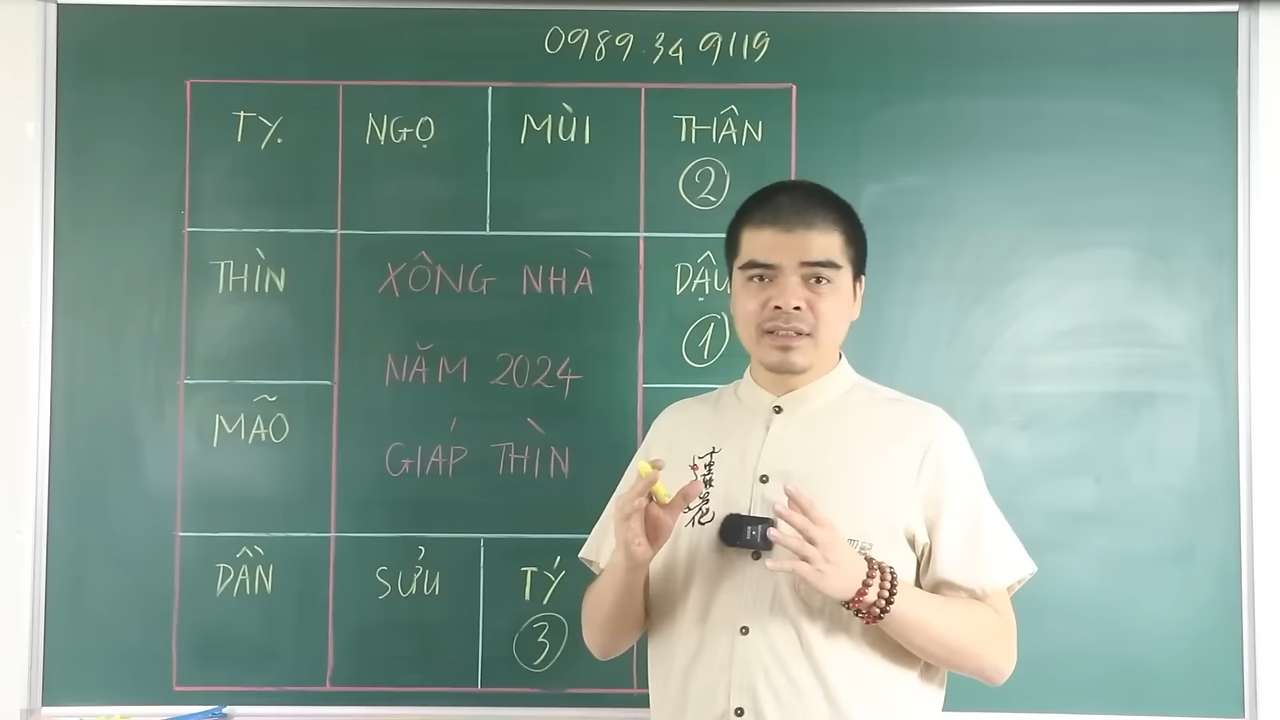 0989.34 9119
TỴ. NGỌ MÙI THÂN
②
THÌN XÔNG NHÀ DẬU
NĂM 2024 ①
MÃO
GIÁP THÌN
DẦN SỬU TÝ
③